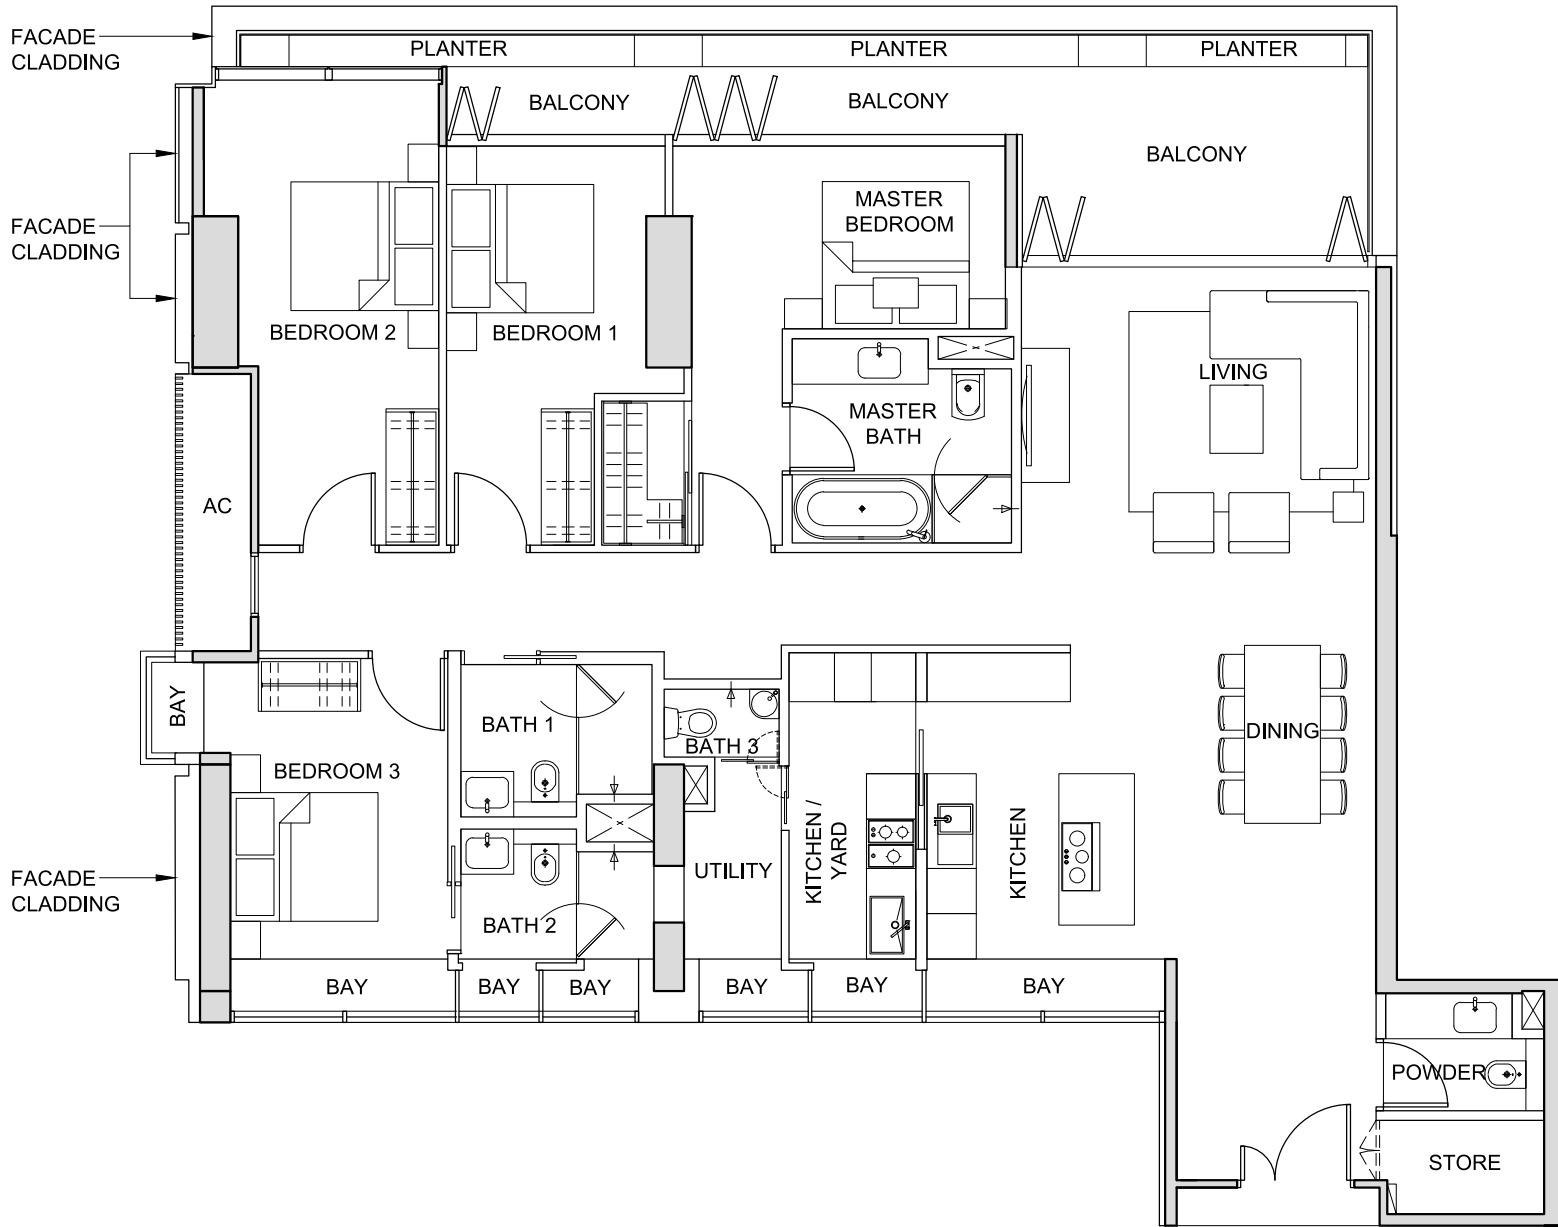 FACADE
CLADDING
PLANTER
PLANTER
PLANTER
BALCONY
BALCONY
BALCONY
FACADE
CLADDING
MASTER
BEDROOM
BEDROOM 2
BEDROOM 1
LIVING
MASTER
BATH
AC
BAY
BATH 1
BATH 3
DINING
BEDROOM 3
KITCHEN /
YARD
KITCHEN
UTILITY
FACADE
CLADDING
BATH 2
BAY
BAY
BAY
BAY
BAY
BAY
POWDER
STORE